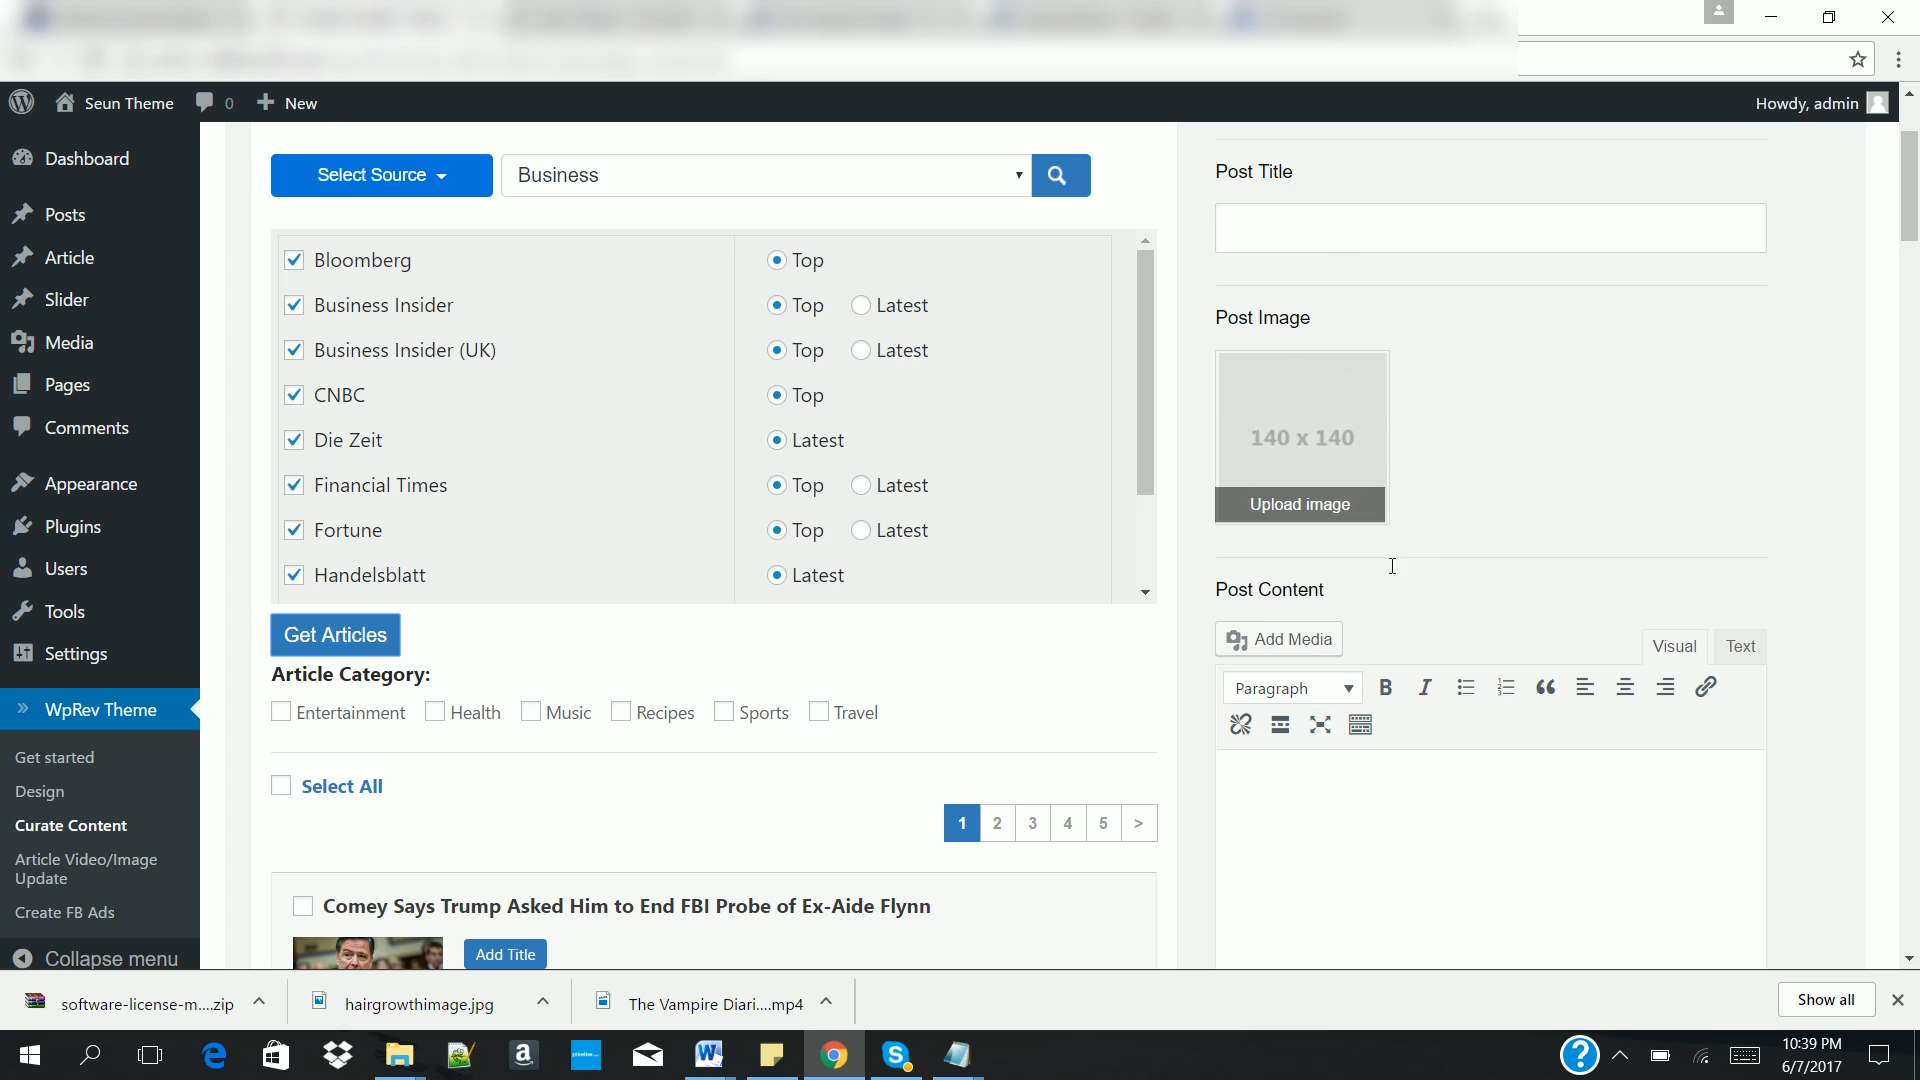 Seun Theme 0 New Howdy, admin
Dashboard
Posts
Article
Slider
Media
Pages
Comments
Appearance
Plugins
Users
Tools
Settings
WpRev Theme
Get started
Design
Curate Content
Article Video/Image
Update
Create FB Ads
Collapse menu
Select Source Business
Bloomberg Top
Business Insider Top Latest
Business Insider (UK) Top Latest
CNBC Top
Die Zeit Latest
Financial Times Top Latest
Fortune Top Latest
Handelsblatt Latest
Get Articles
Article Category:
Entertainment Health Music Recipes Sports Travel
Select All
1 2 3 4 5 >
Comey Says Trump Asked Him to End FBI Probe of Ex-Aide Flynn
Add Title
Post Title
Post Image
140 x 140
Upload image
Post Content
Add Media
Visual Text
Paragraph
software-license-m....zip hairgrowthimage.jpg The Vampire Diari....mp4 Show all
10:39 PM
6/7/2017